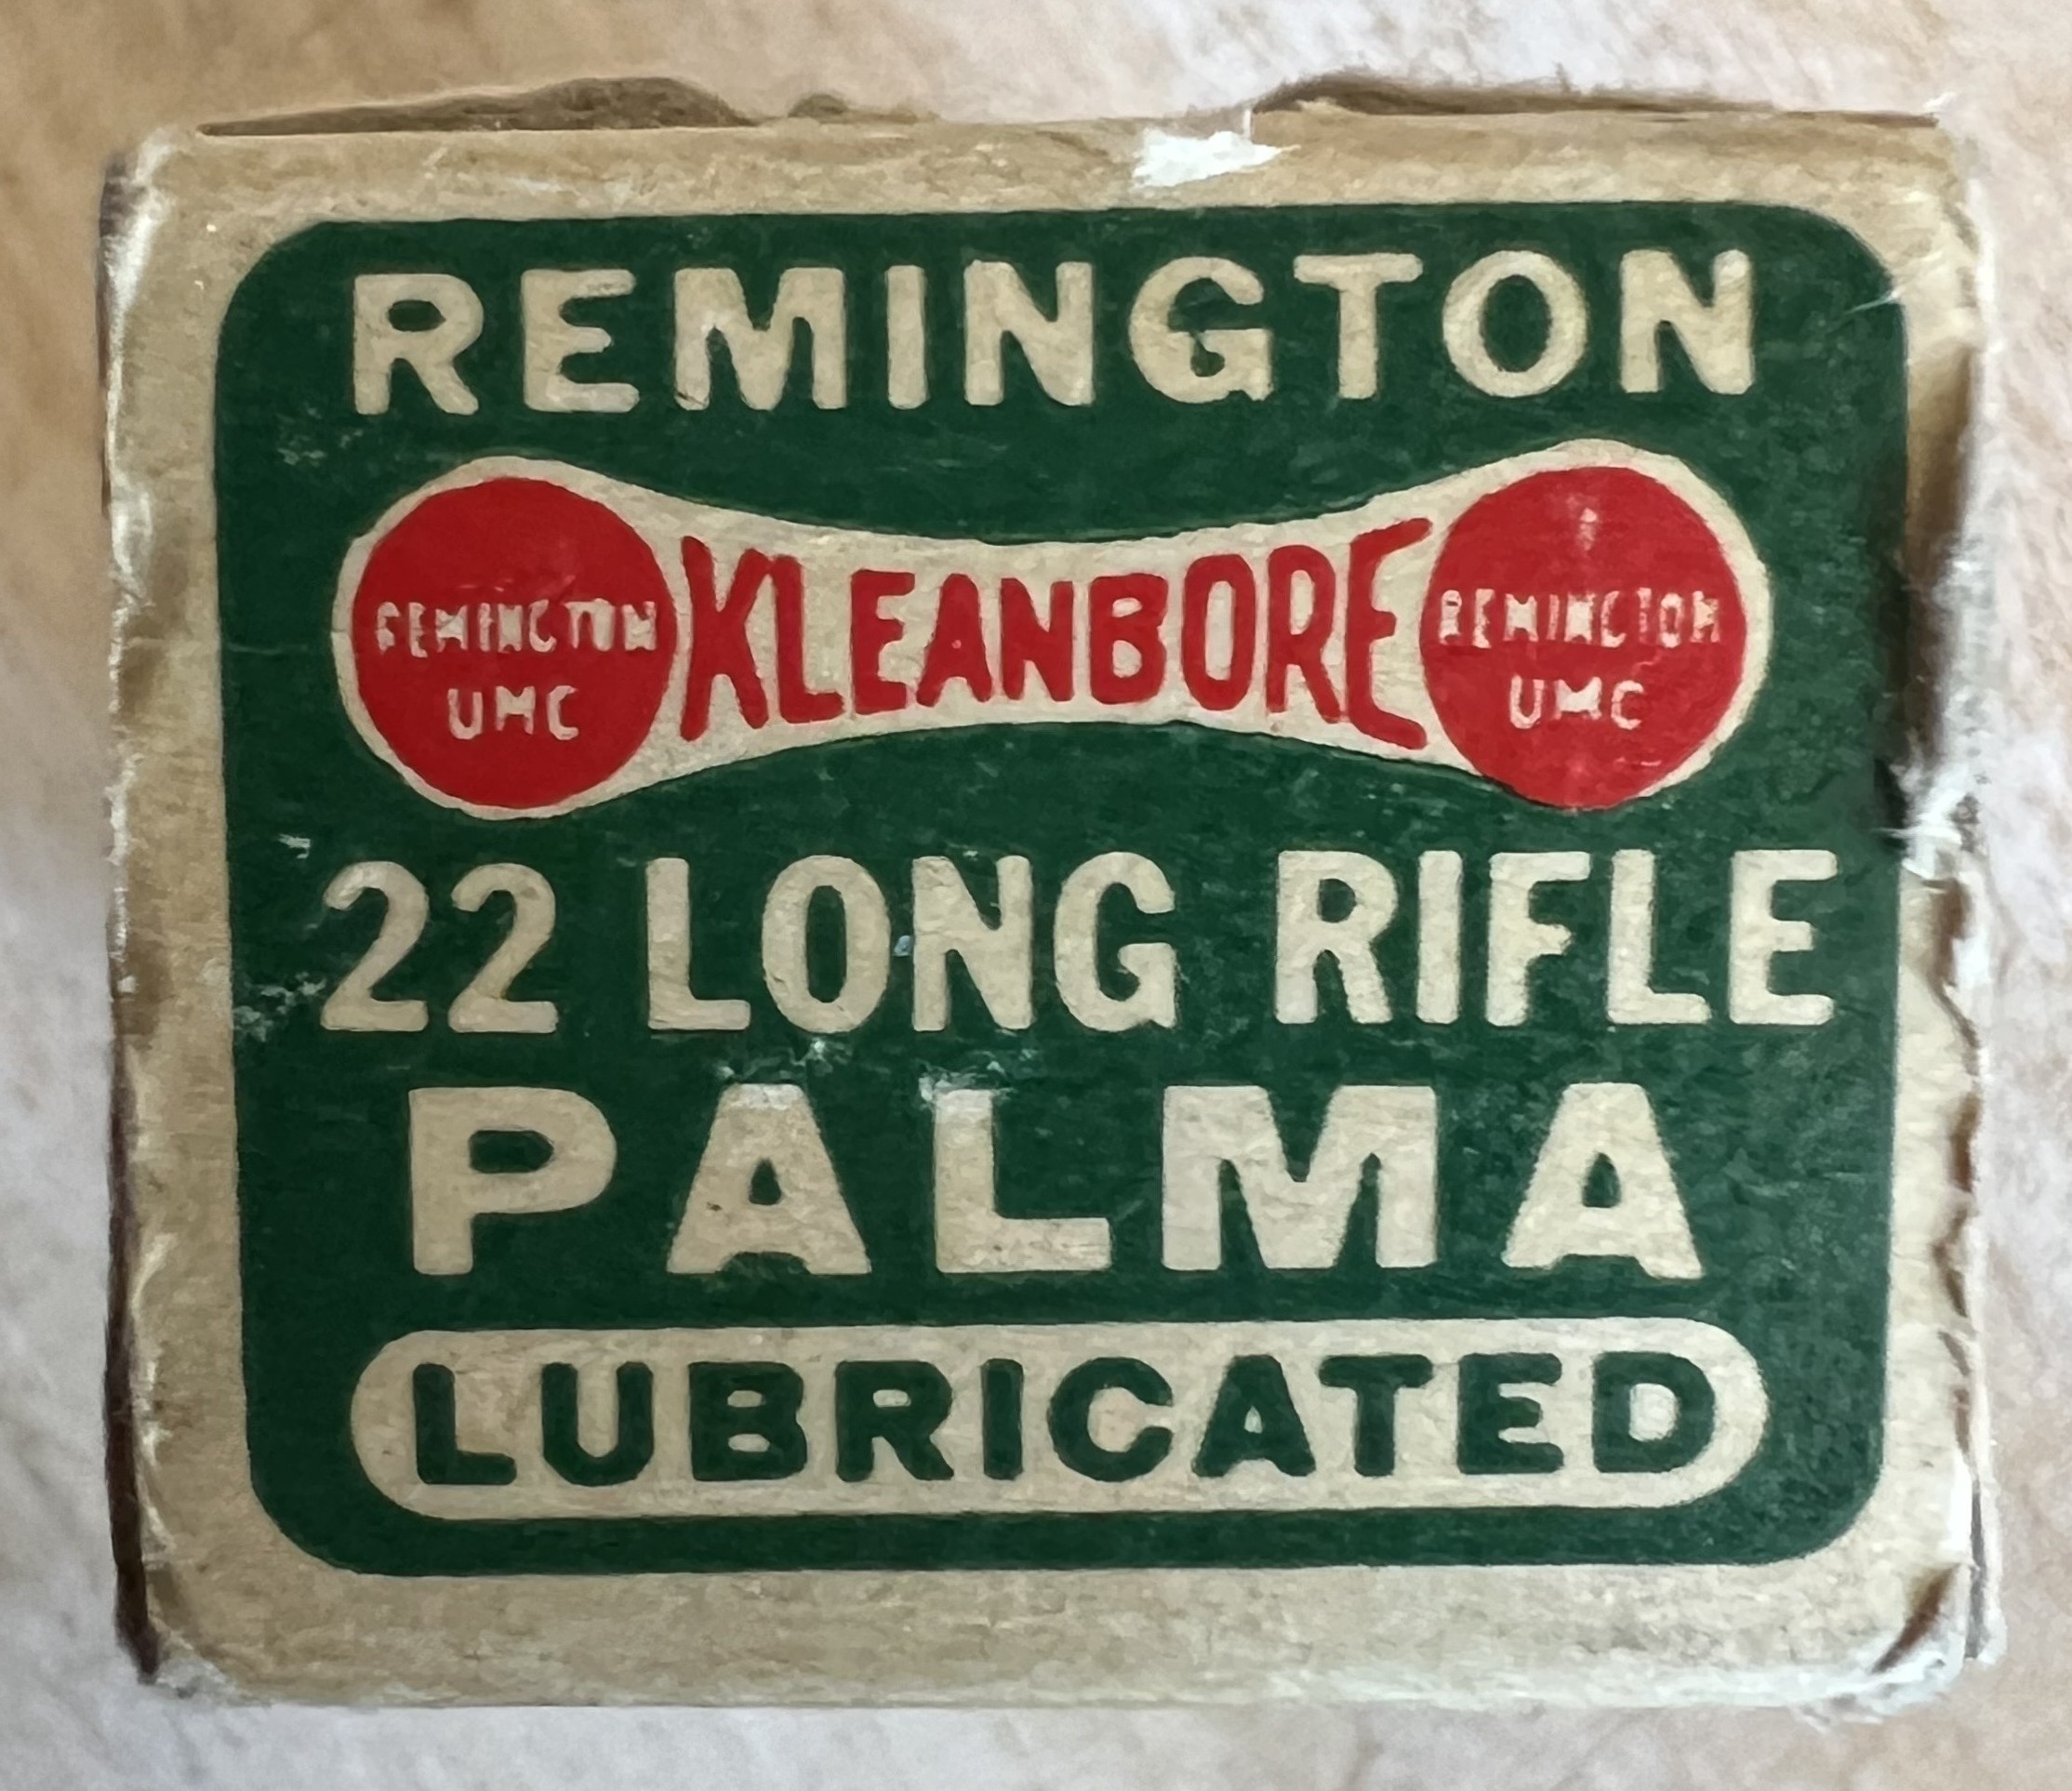 REMINGTON
REMINGTON UMC
KLEANBORE
REMINGTON UMC
22 LONG RIFLE
PALMA
LUBRICATED